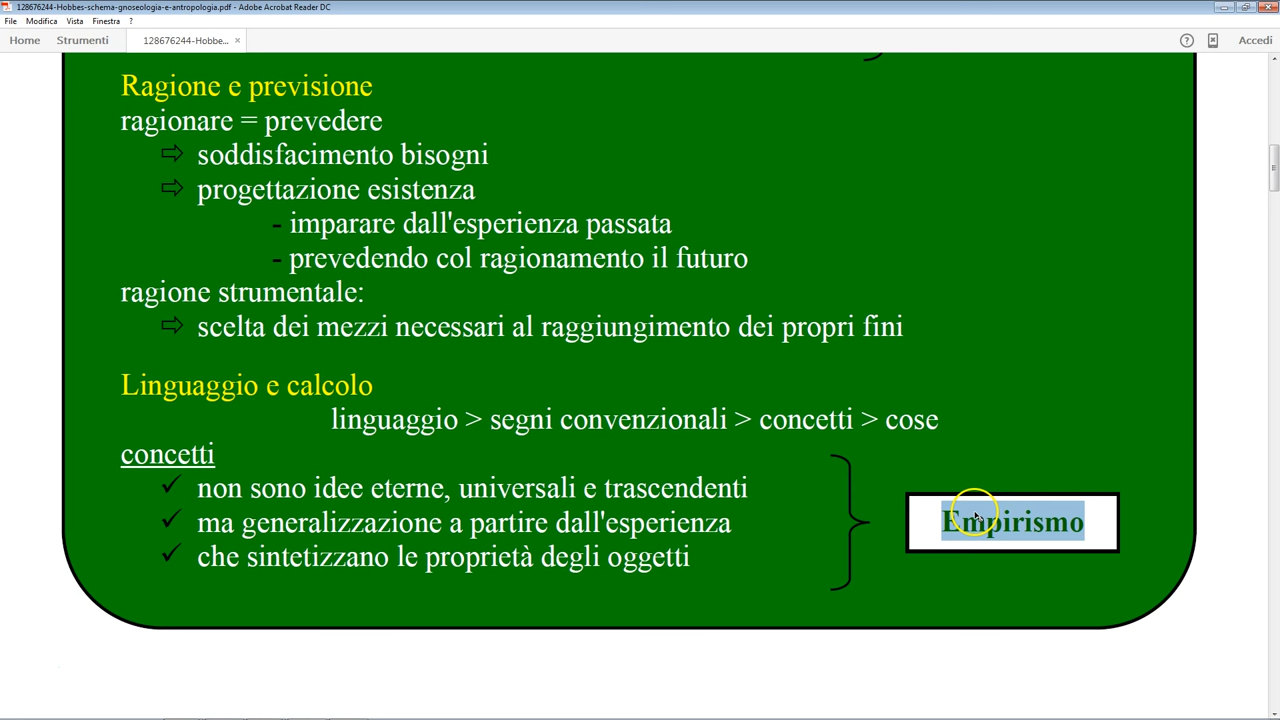 128676244-Hobbes-schema-gnoseologia-e-antropologia.pdf - Adobe Acrobat Reader DC
File Modifica Vista Finestra ?
Home Strumenti 128676244-Hobbe... × Accedi
Ragione e previsione
ragionare = prevedere
⇨ soddisfacimento bisogni
⇨ progettazione esistenza
- imparare dall'esperienza passata
- prevedendo col ragionamento il futuro
ragione strumentale:
⇨ scelta dei mezzi necessari al raggiungimento dei propri fini
Linguaggio e calcolo
linguaggio > segni convenzionali > concetti > cose
concetti
✓ non sono idee eterne, universali e trascendenti
✓ ma generalizzazione a partire dall'esperienza
✓ che sintetizzano le proprietà degli oggetti
Empirismo